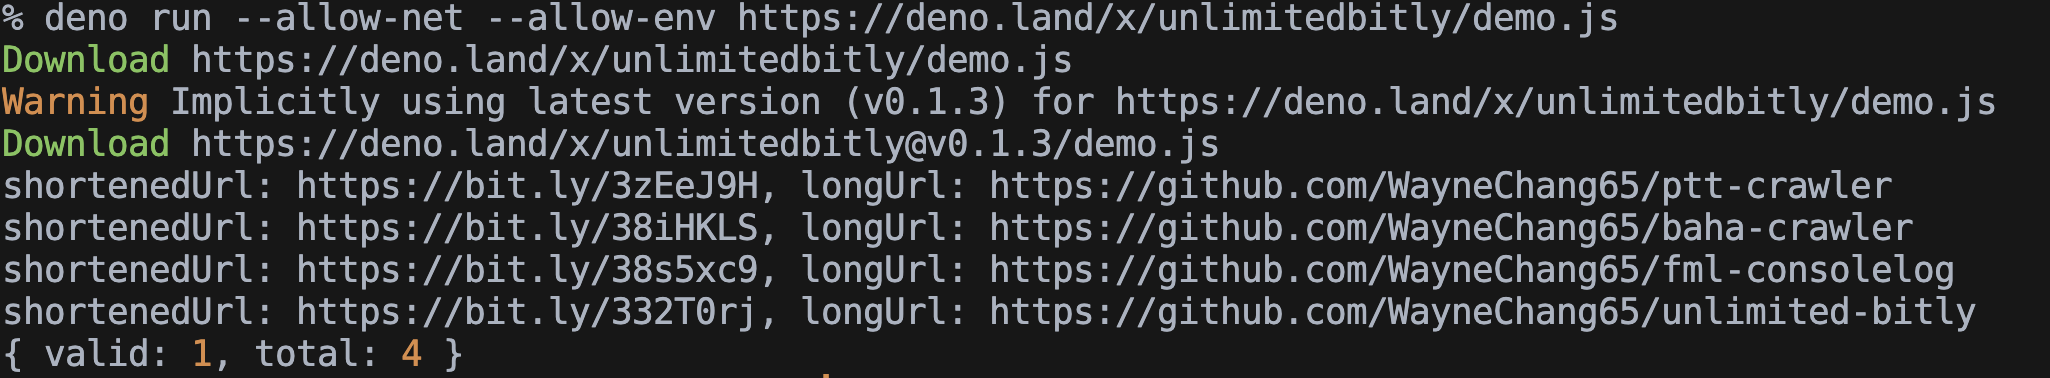 % deno run --allow-net --allow-env https://deno.land/x/unlimitedbitly/demo.js
Download https://deno.land/x/unlimitedbitly/demo.js
Warning Implicitly using latest version (v0.1.3) for https://deno.land/x/unlimitedbitly/demo.js
Download https://deno.land/x/unlimitedbitly@v0.1.3/demo.js
shortenedUrl: https://bit.ly/3zEeJ9H, longUrl: https://github.com/WayneChang65/ptt-crawler
shortenedUrl: https://bit.ly/38iHKLS, longUrl: https://github.com/WayneChang65/baha-crawler
shortenedUrl: https://bit.ly/38s5xc9, longUrl: https://github.com/WayneChang65/fml-consolelog
shortenedUrl: https://bit.ly/332T0rj, longUrl: https://github.com/WayneChang65/unlimited-bitly
{ valid: 1, total: 4 }